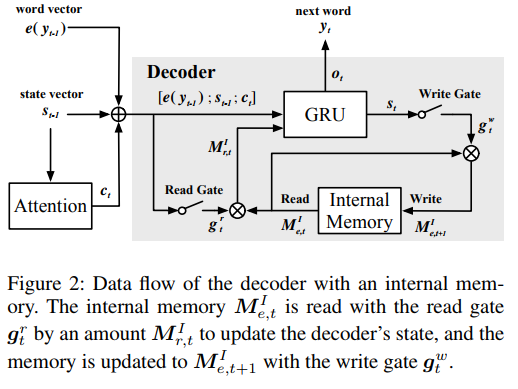 word vector
e(y_{t-1})
state vector
s_{t-1}
Attention
c_t
next word
y_t
Decoder
o_t
[e(y_{t-1}) ; s_{t-1} ; c_t]
GRU
s_t
Write Gate
g_t^w
M_{r,t}^I
Read Gate
g_t^r
Read
M_{e,t}^I
Internal
Memory
Write
M_{e,t+1}^I
Figure 2: Data flow of the decoder with an internal mem-
ory. The internal memory M_{e,t}^I is read with the read gate
g_t^r by an amount M_{r,t}^I to update the decoder's state, and the
memory is updated to M_{e,t+1}^I with the write gate g_t^w.